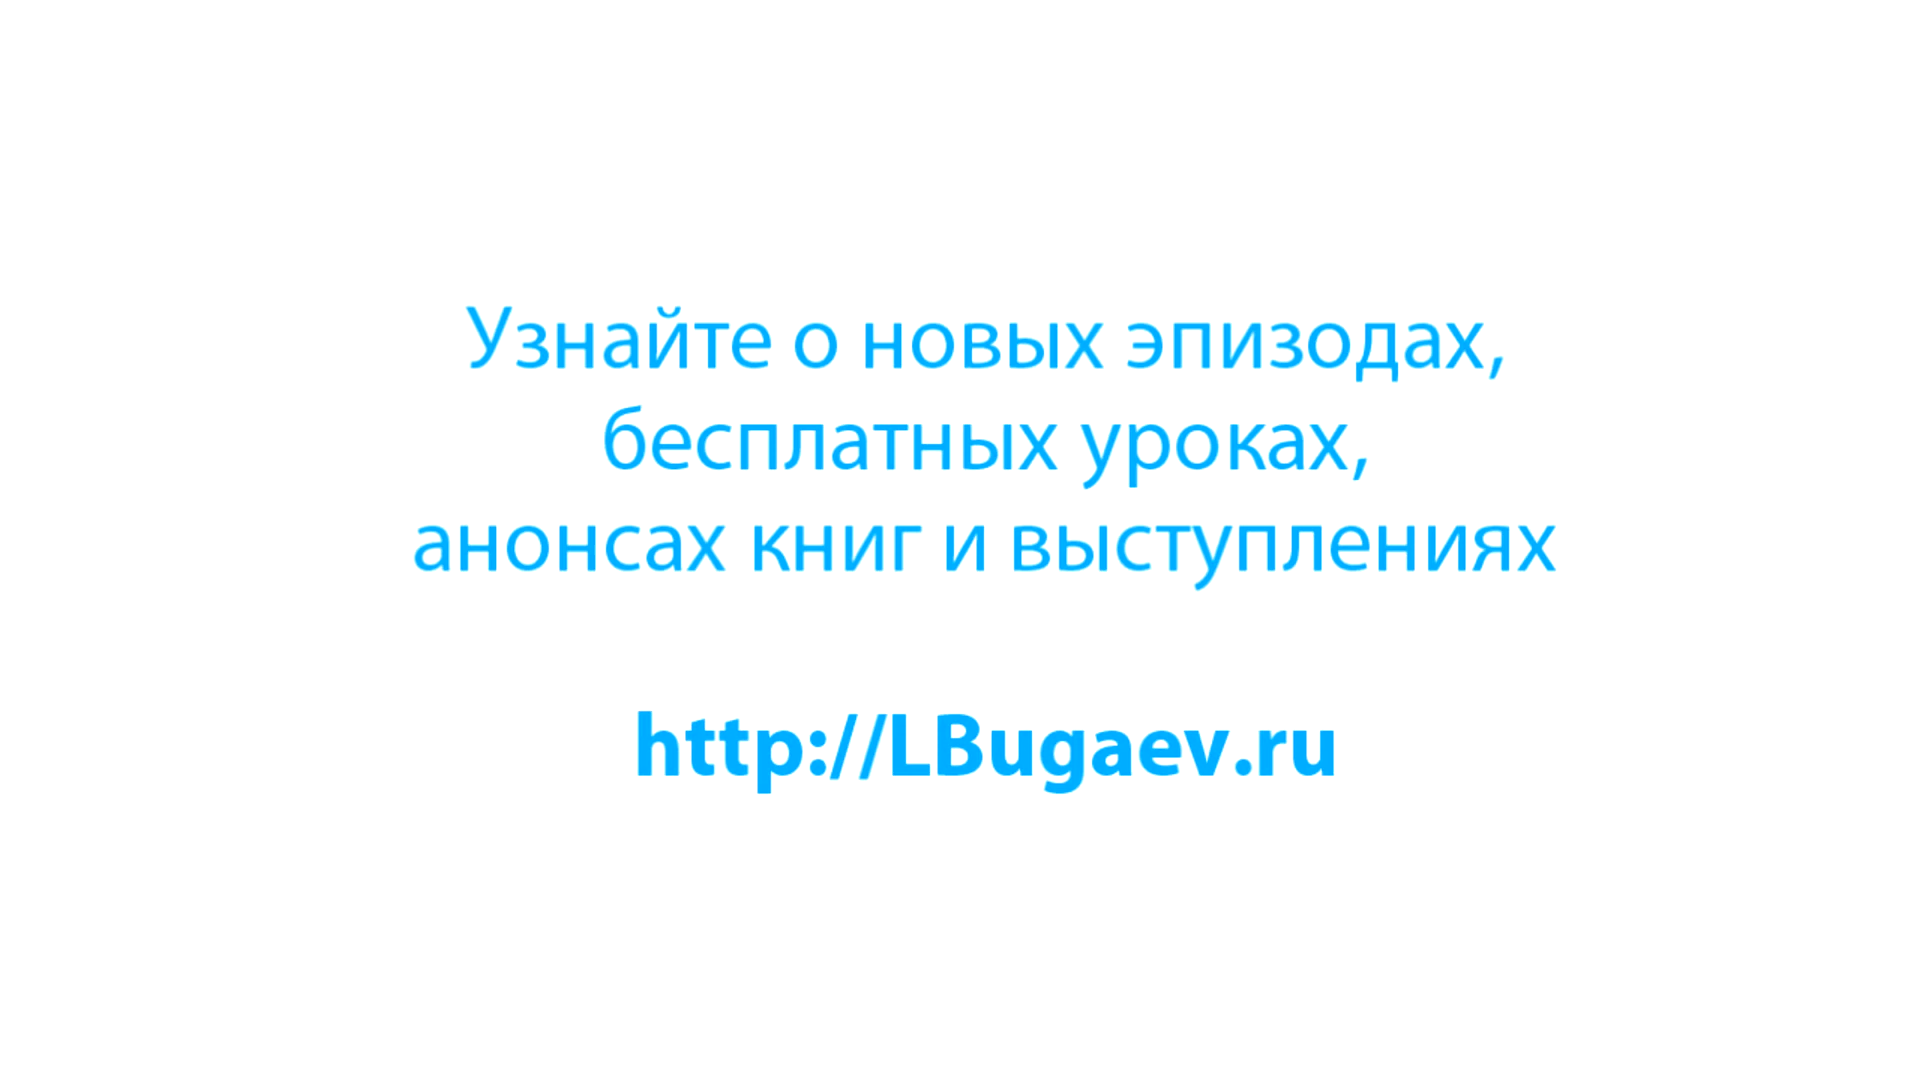 Узнайте о новых эпизодах,
бесплатных уроках,
анонсах книг и выступлениях
http://LBugaev.ru